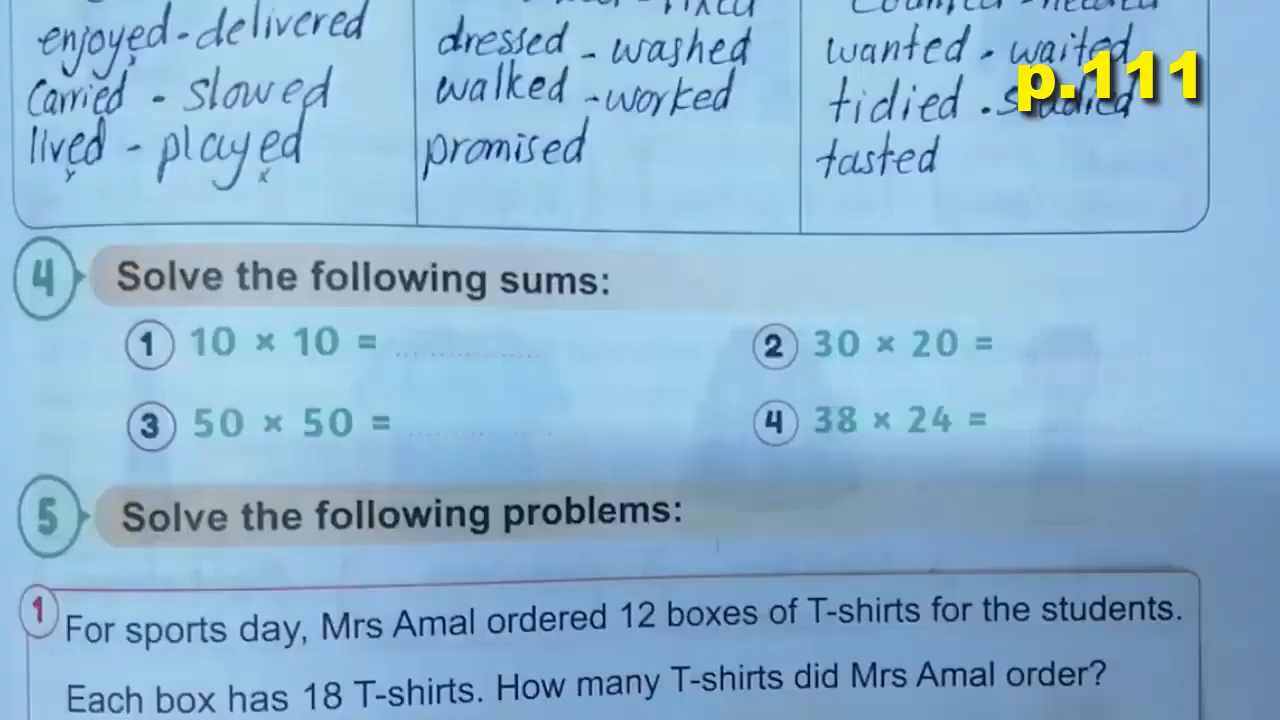 enjoyed - delivered
carried - slowed
lived - played
dressed - washed
walked - worked
promised
wanted - waited
tidied - studied
tasted
p.111
4 Solve the following sums:
1 10 × 10 = ............
2 30 × 20 =
3 50 × 50 = ............
4 38 × 24 =
5 Solve the following problems:
1 For sports day, Mrs Amal ordered 12 boxes of T-shirts for the students.
Each box has 18 T-shirts. How many T-shirts did Mrs Amal order?